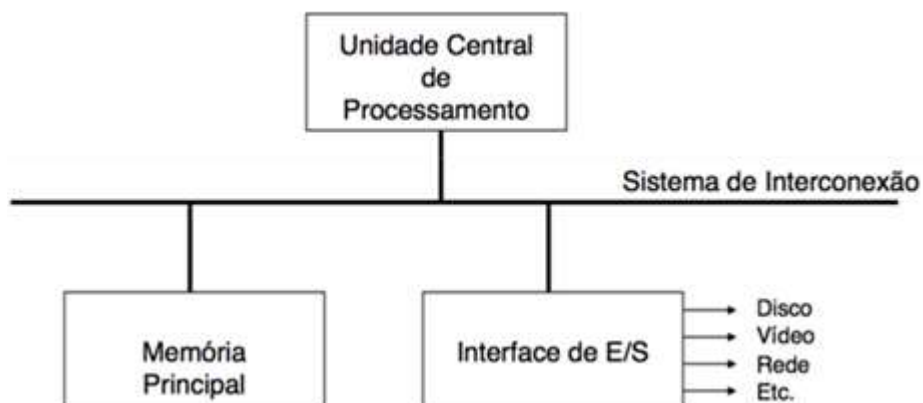 Unidade Central
de
Processamento
Sistema de Interconexão
Memória
Principal
Interface de E/S
Disco
Vídeo
Rede
Etc.